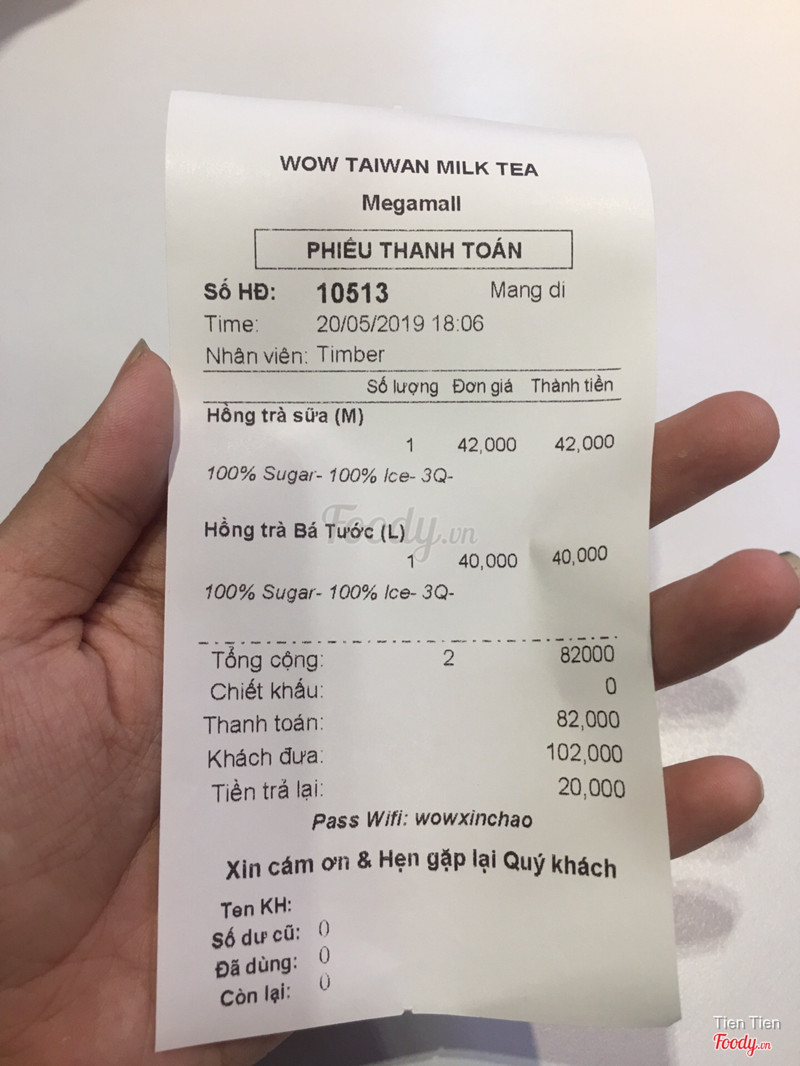 WOW TAIWAN MILK TEA
Megamall
PHIẾU THANH TOÁN
Số HĐ: 10513 Mang di
Time: 20/05/2019 18:06
Nhân viên: Timber
Số lượng Đơn giá Thành tiền
Hồng trà sữa (M)
1 42,000 42,000
100% Sugar- 100% Ice- 3Q-
Foody.vn
Hồng trà Bá Tước (L)
1 40,000 40,000
100% Sugar- 100% Ice- 3Q-
Tổng cộng: 2 82000
Chiết khấu: 0
Thanh toán: 82,000
Khách đưa: 102,000
Tiền trả lại: 20,000
Pass Wifi: wowxinchao
Xin cám ơn & Hẹn gặp lại Quý khách
Ten KH:
Số dư cũ: 0
Đã dùng: 0
Còn lại: 0
Tien Tien
Foody.vn